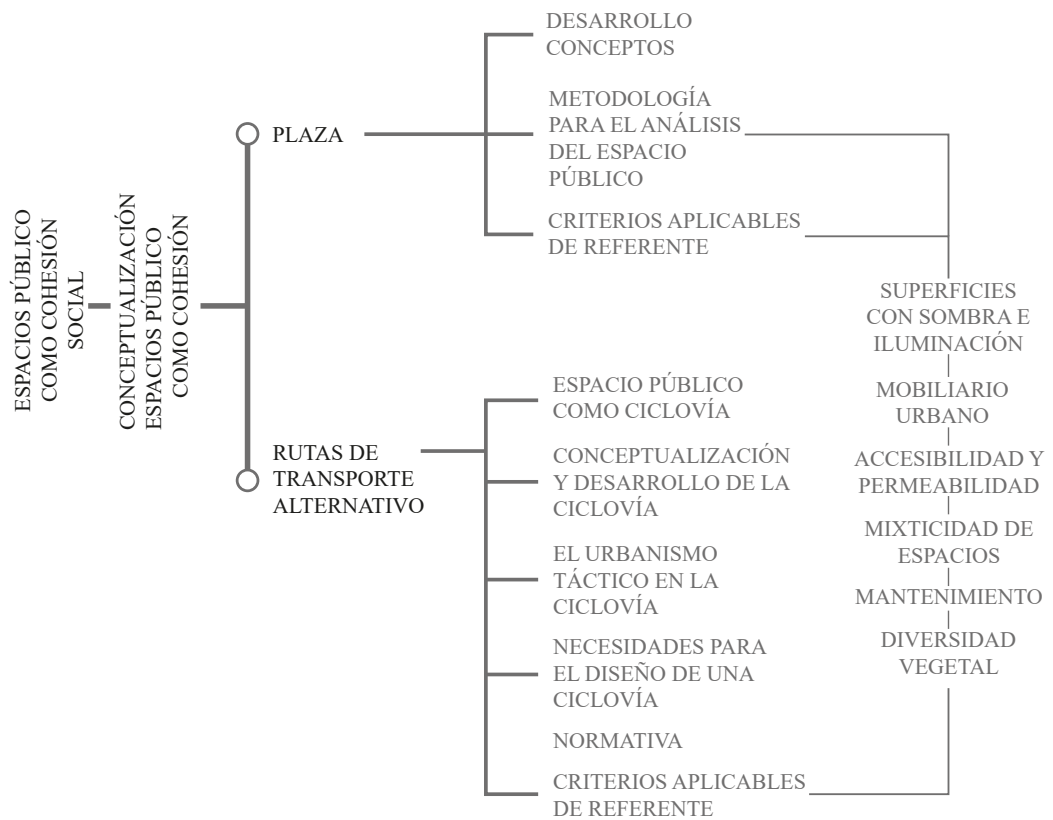 ESPACIOS PÚBLICO
COMO COHESIÓN
SOCIAL
CONCEPTUALIZACIÓN
ESPACIOS PÚBLICO
COMO COHESIÓN
PLAZA
DESARROLLO
CONCEPTOS
METODOLOGÍA
PARA EL ANÁLISIS
DEL ESPACIO
PÚBLICO
CRITERIOS APLICABLES
DE REFERENTE
RUTAS DE
TRANSPORTE
ALTERNATIVO
ESPACIO PÚBLICO
COMO CICLOVÍA
CONCEPTUALIZACIÓN
Y DESARROLLO DE LA
CICLOVÍA
EL URBANISMO
TÁCTICO EN LA
CICLOVÍA
NECESIDADES PARA
EL DISEÑO DE UNA
CICLOVÍA
NORMATIVA
CRITERIOS APLICABLES
DE REFERENTE
SUPERFICIES
CON SOMBRA E
ILUMINACIÓN
MOBILIARIO
URBANO
ACCESIBILIDAD Y
PERMEABILIDAD
MIXTICIDAD DE
ESPACIOS
MANTENIMIENTO
DIVERSIDAD
VEGETAL